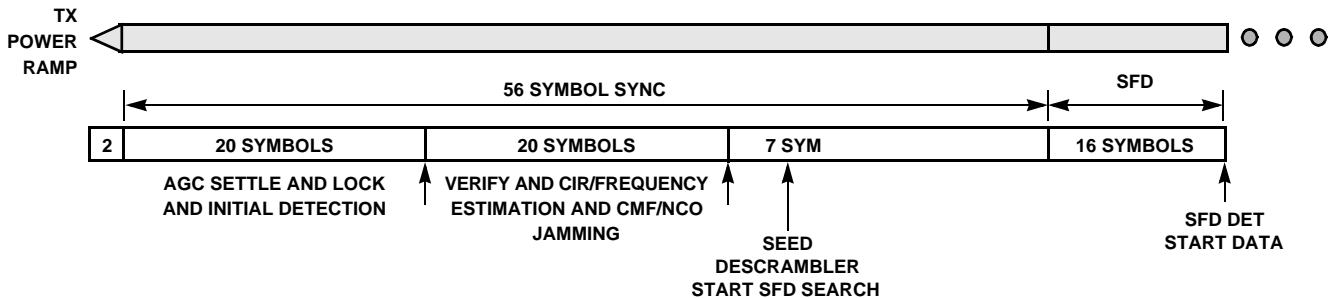 TX
POWER
RAMP
56 SYMBOL SYNC
SFD
2
20 SYMBOLS
20 SYMBOLS
7 SYM
16 SYMBOLS
AGC SETTLE AND LOCK
AND INITIAL DETECTION
VERIFY AND CIR/FREQUENCY
ESTIMATION AND CMF/NCO
JAMMING
SEED
DESCRAMBLER
START SFD SEARCH
SFD DET
START DATA